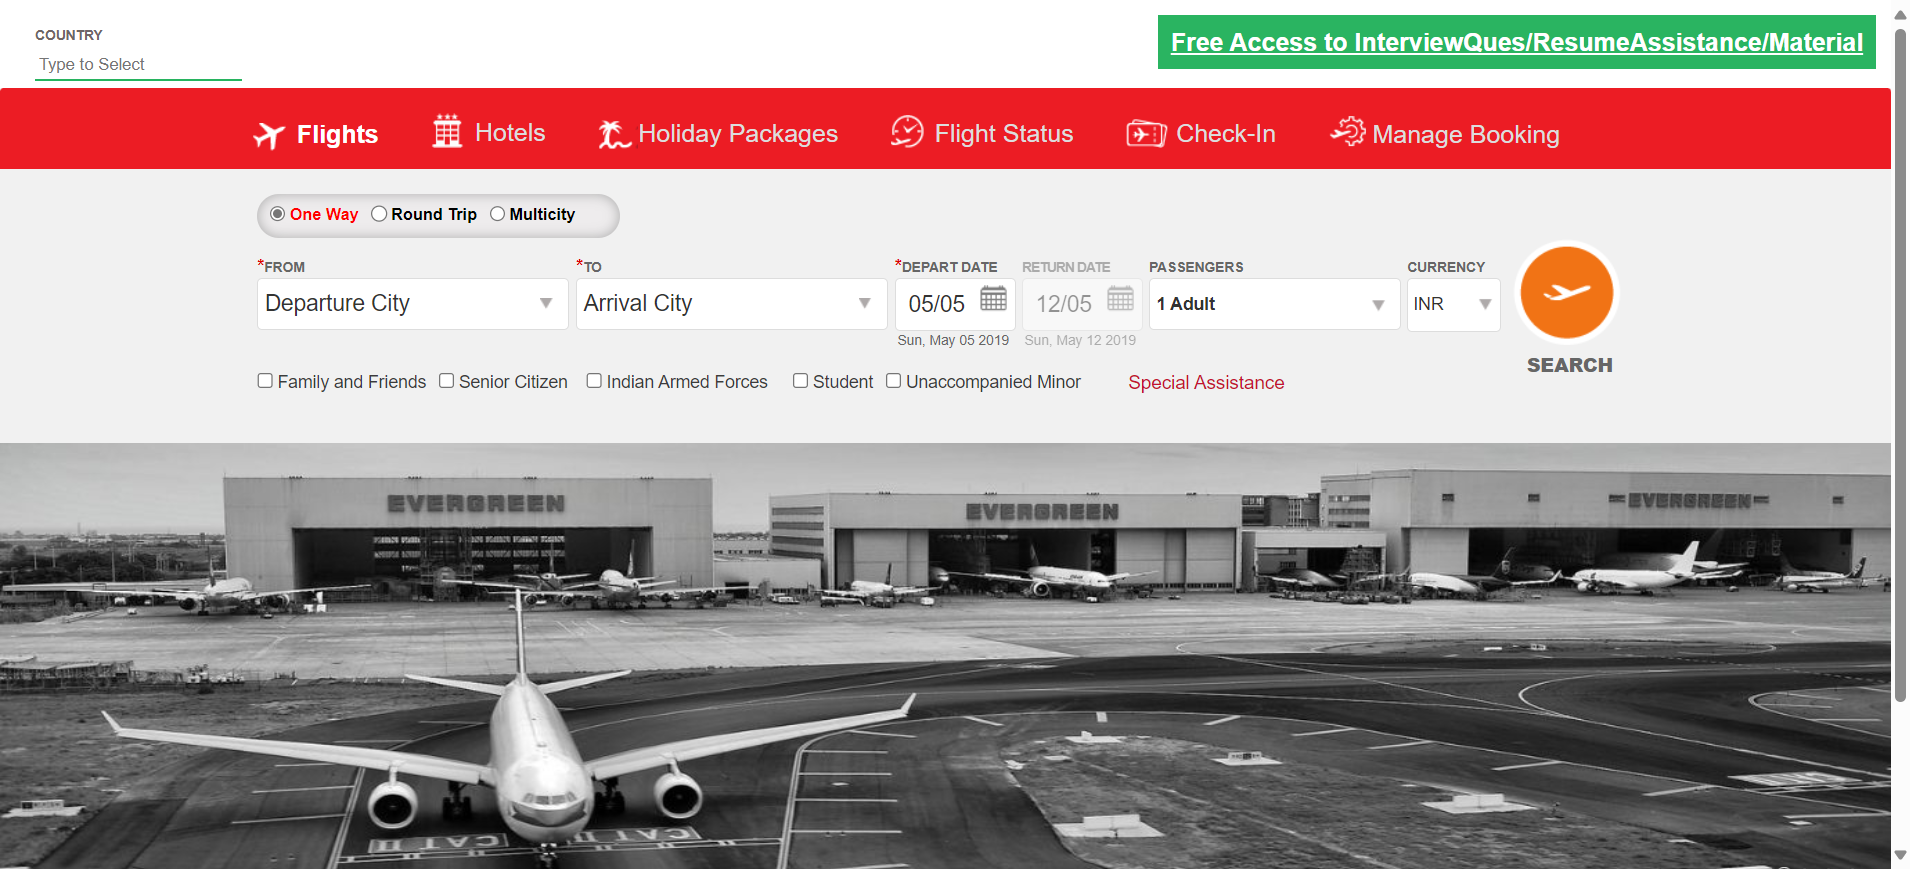 COUNTRY
Type to Select
Free Access to InterviewQues/ResumeAssistance/Material
Flights
Hotels
Holiday Packages
Flight Status
Check-In
Manage Booking
One Way
Round Trip
Multicity
*FROM
*TO
*DEPART DATE
RETURN DATE
PASSENGERS
CURRENCY
Departure City
Arrival City
05/05
12/05
1 Adult
INR
Sun, May 05 2019
Sun, May 12 2019
SEARCH
Family and Friends
Senior Citizen
Indian Armed Forces
Student
Unaccompanied Minor
Special Assistance
EVERGREEN
EVERGREEN
EVERGREEN
CAT II
CAT II